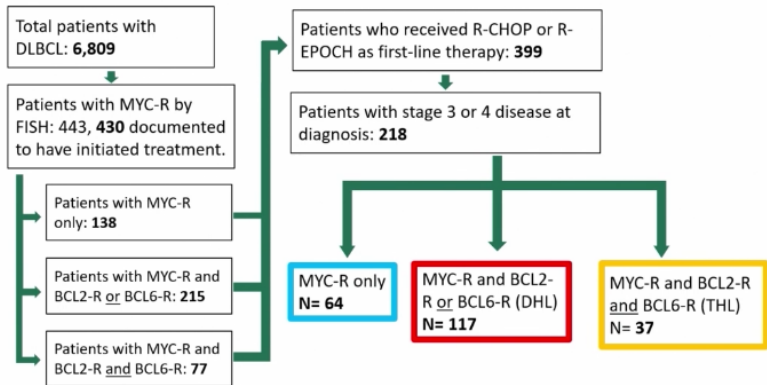 Total patients with
DLBCL: 6,809
Patients with MYC-R by
FISH: 443, 430 documented
to have initiated treatment.
Patients with MYC-R
only: 138
Patients with MYC-R and
BCL2-R or BCL6-R: 215
Patients with MYC-R and
BCL2-R and BCL6-R: 77
Patients who received R-CHOP or R-
EPOCH as first-line therapy: 399
Patients with stage 3 or 4 disease at
diagnosis: 218
MYC-R only
N= 64
MYC-R and BCL2-
R or BCL6-R (DHL)
N= 117
MYC-R and BCL2-R
and BCL6-R (THL)
N= 37